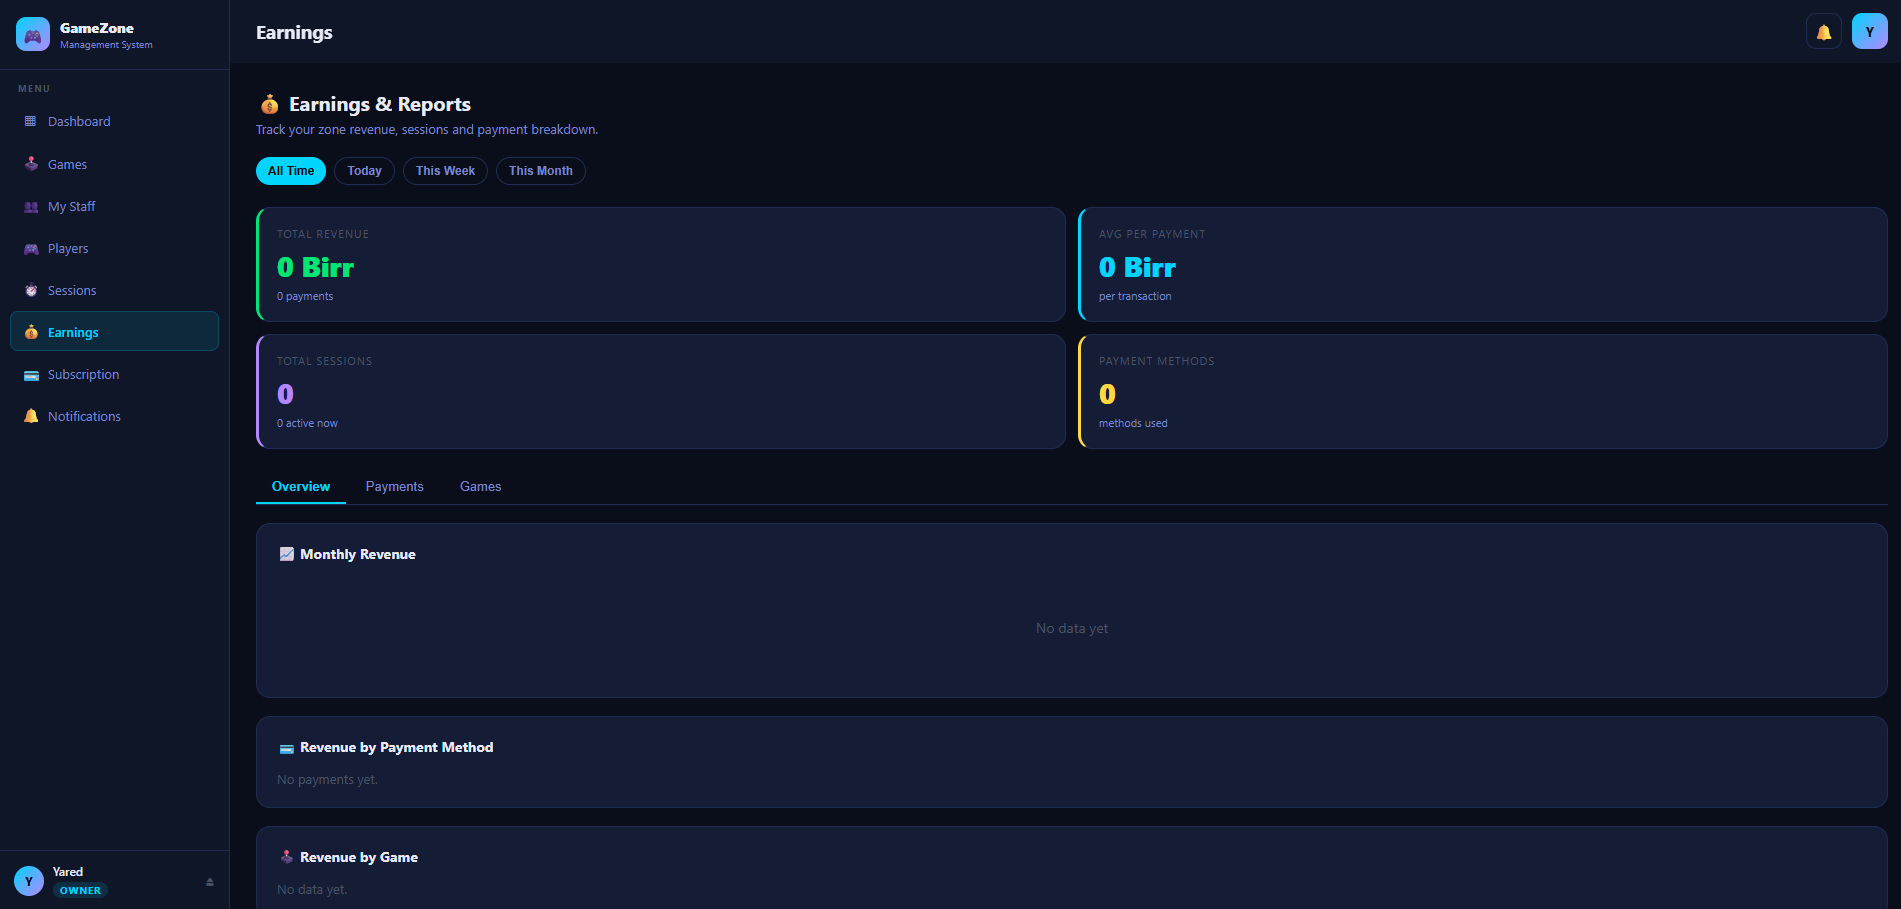 GameZone
Management System
MENU
Dashboard
Games
My Staff
Players
Sessions
Earnings
Subscription
Notifications
Yared
Y
OWNER
Earnings
Y
Earnings & Reports
Track your zone revenue, sessions and payment breakdown.
All Time Today This Week This Month
TOTAL REVENUE
0 Birr
0 payments
AVG PER PAYMENT
0 Birr
per transaction
TOTAL SESSIONS
0
0 active now
PAYMENT METHODS
0
methods used
Overview Payments Games
Monthly Revenue
No data yet
Revenue by Payment Method
No payments yet.
Revenue by Game
No data yet.